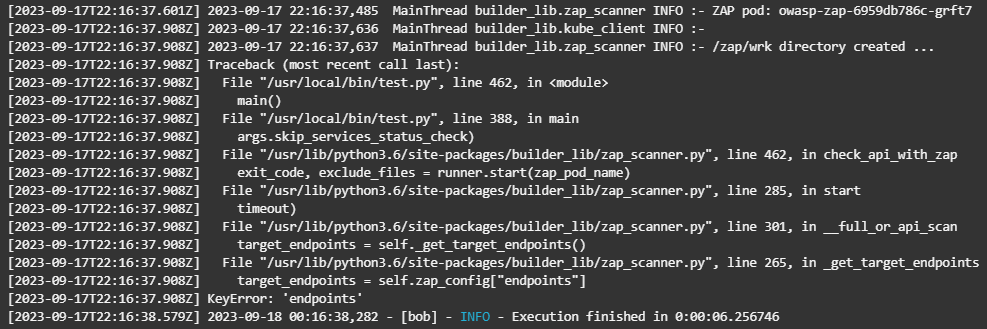 [2023-09-17T22:16:37.601Z] 2023-09-17 22:16:37,485  MainThread builder_lib.zap_scanner INFO :- ZAP pod: owasp-zap-6959db786c-grft7
[2023-09-17T22:16:37.908Z] 2023-09-17 22:16:37,636  MainThread builder_lib.kube_client INFO :-
[2023-09-17T22:16:37.908Z] 2023-09-17 22:16:37,637  MainThread builder_lib.zap_scanner INFO :- /zap/wrk directory created ...
[2023-09-17T22:16:37.908Z] Traceback (most recent call last):
[2023-09-17T22:16:37.908Z]   File "/usr/local/bin/test.py", line 462, in <module>
[2023-09-17T22:16:37.908Z]     main()
[2023-09-17T22:16:37.908Z]   File "/usr/local/bin/test.py", line 388, in main
[2023-09-17T22:16:37.908Z]     args.skip_services_status_check)
[2023-09-17T22:16:37.908Z]   File "/usr/lib/python3.6/site-packages/builder_lib/zap_scanner.py", line 462, in check_api_with_zap
[2023-09-17T22:16:37.908Z]     exit_code, exclude_files = runner.start(zap_pod_name)
[2023-09-17T22:16:37.908Z]   File "/usr/lib/python3.6/site-packages/builder_lib/zap_scanner.py", line 285, in start
[2023-09-17T22:16:37.908Z]     timeout)
[2023-09-17T22:16:37.908Z]   File "/usr/lib/python3.6/site-packages/builder_lib/zap_scanner.py", line 301, in __full_or_api_scan
[2023-09-17T22:16:37.908Z]     target_endpoints = self._get_target_endpoints()
[2023-09-17T22:16:37.908Z]   File "/usr/lib/python3.6/site-packages/builder_lib/zap_scanner.py", line 265, in _get_target_endpoints
[2023-09-17T22:16:37.908Z]     target_endpoints = self.zap_config["endpoints"]
[2023-09-17T22:16:37.908Z] KeyError: 'endpoints'
[2023-09-17T22:16:38.579Z] 2023-09-18 00:16:38,282 - [bob] - INFO - Execution finished in 0:00:06.256746